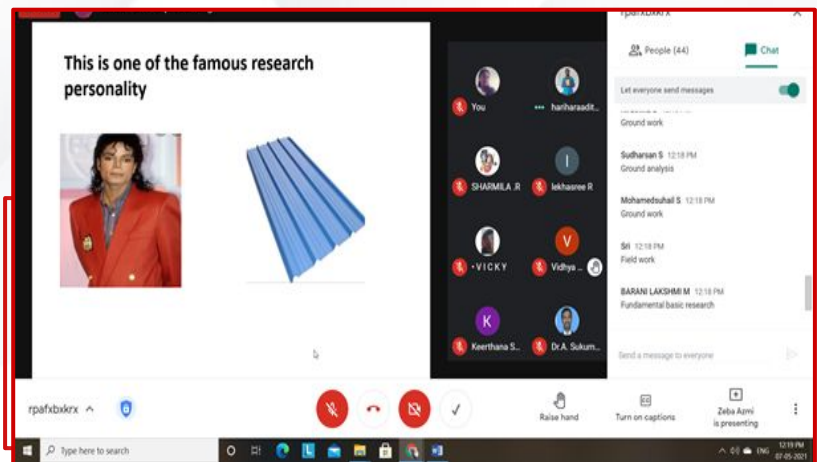 rpafxbxkrx
This is one of the famous research
personality
People (44)
Chat
Let everyone send messages
Ground work
Sudharsan S 12:18 PM
Ground analysis
Mohamedsuhail S 12:18 PM
Ground work
Sri 12:18 PM
Field work
BARANI LAKSHMI M 12:18 PM
Fundamental basic research
Send a message to everyone
You
hariharaadit...
I
SHARMILA .R
lekhasree R
V
• V I C K Y
Vidhya ...
K
Keerthana S...
Dr.A. Sukum...
rpafxbxkrx
Raise hand
Turn on captions
Zeba Azmi
is presenting
Type here to search
ENG
12:19 PM
07-05-2021